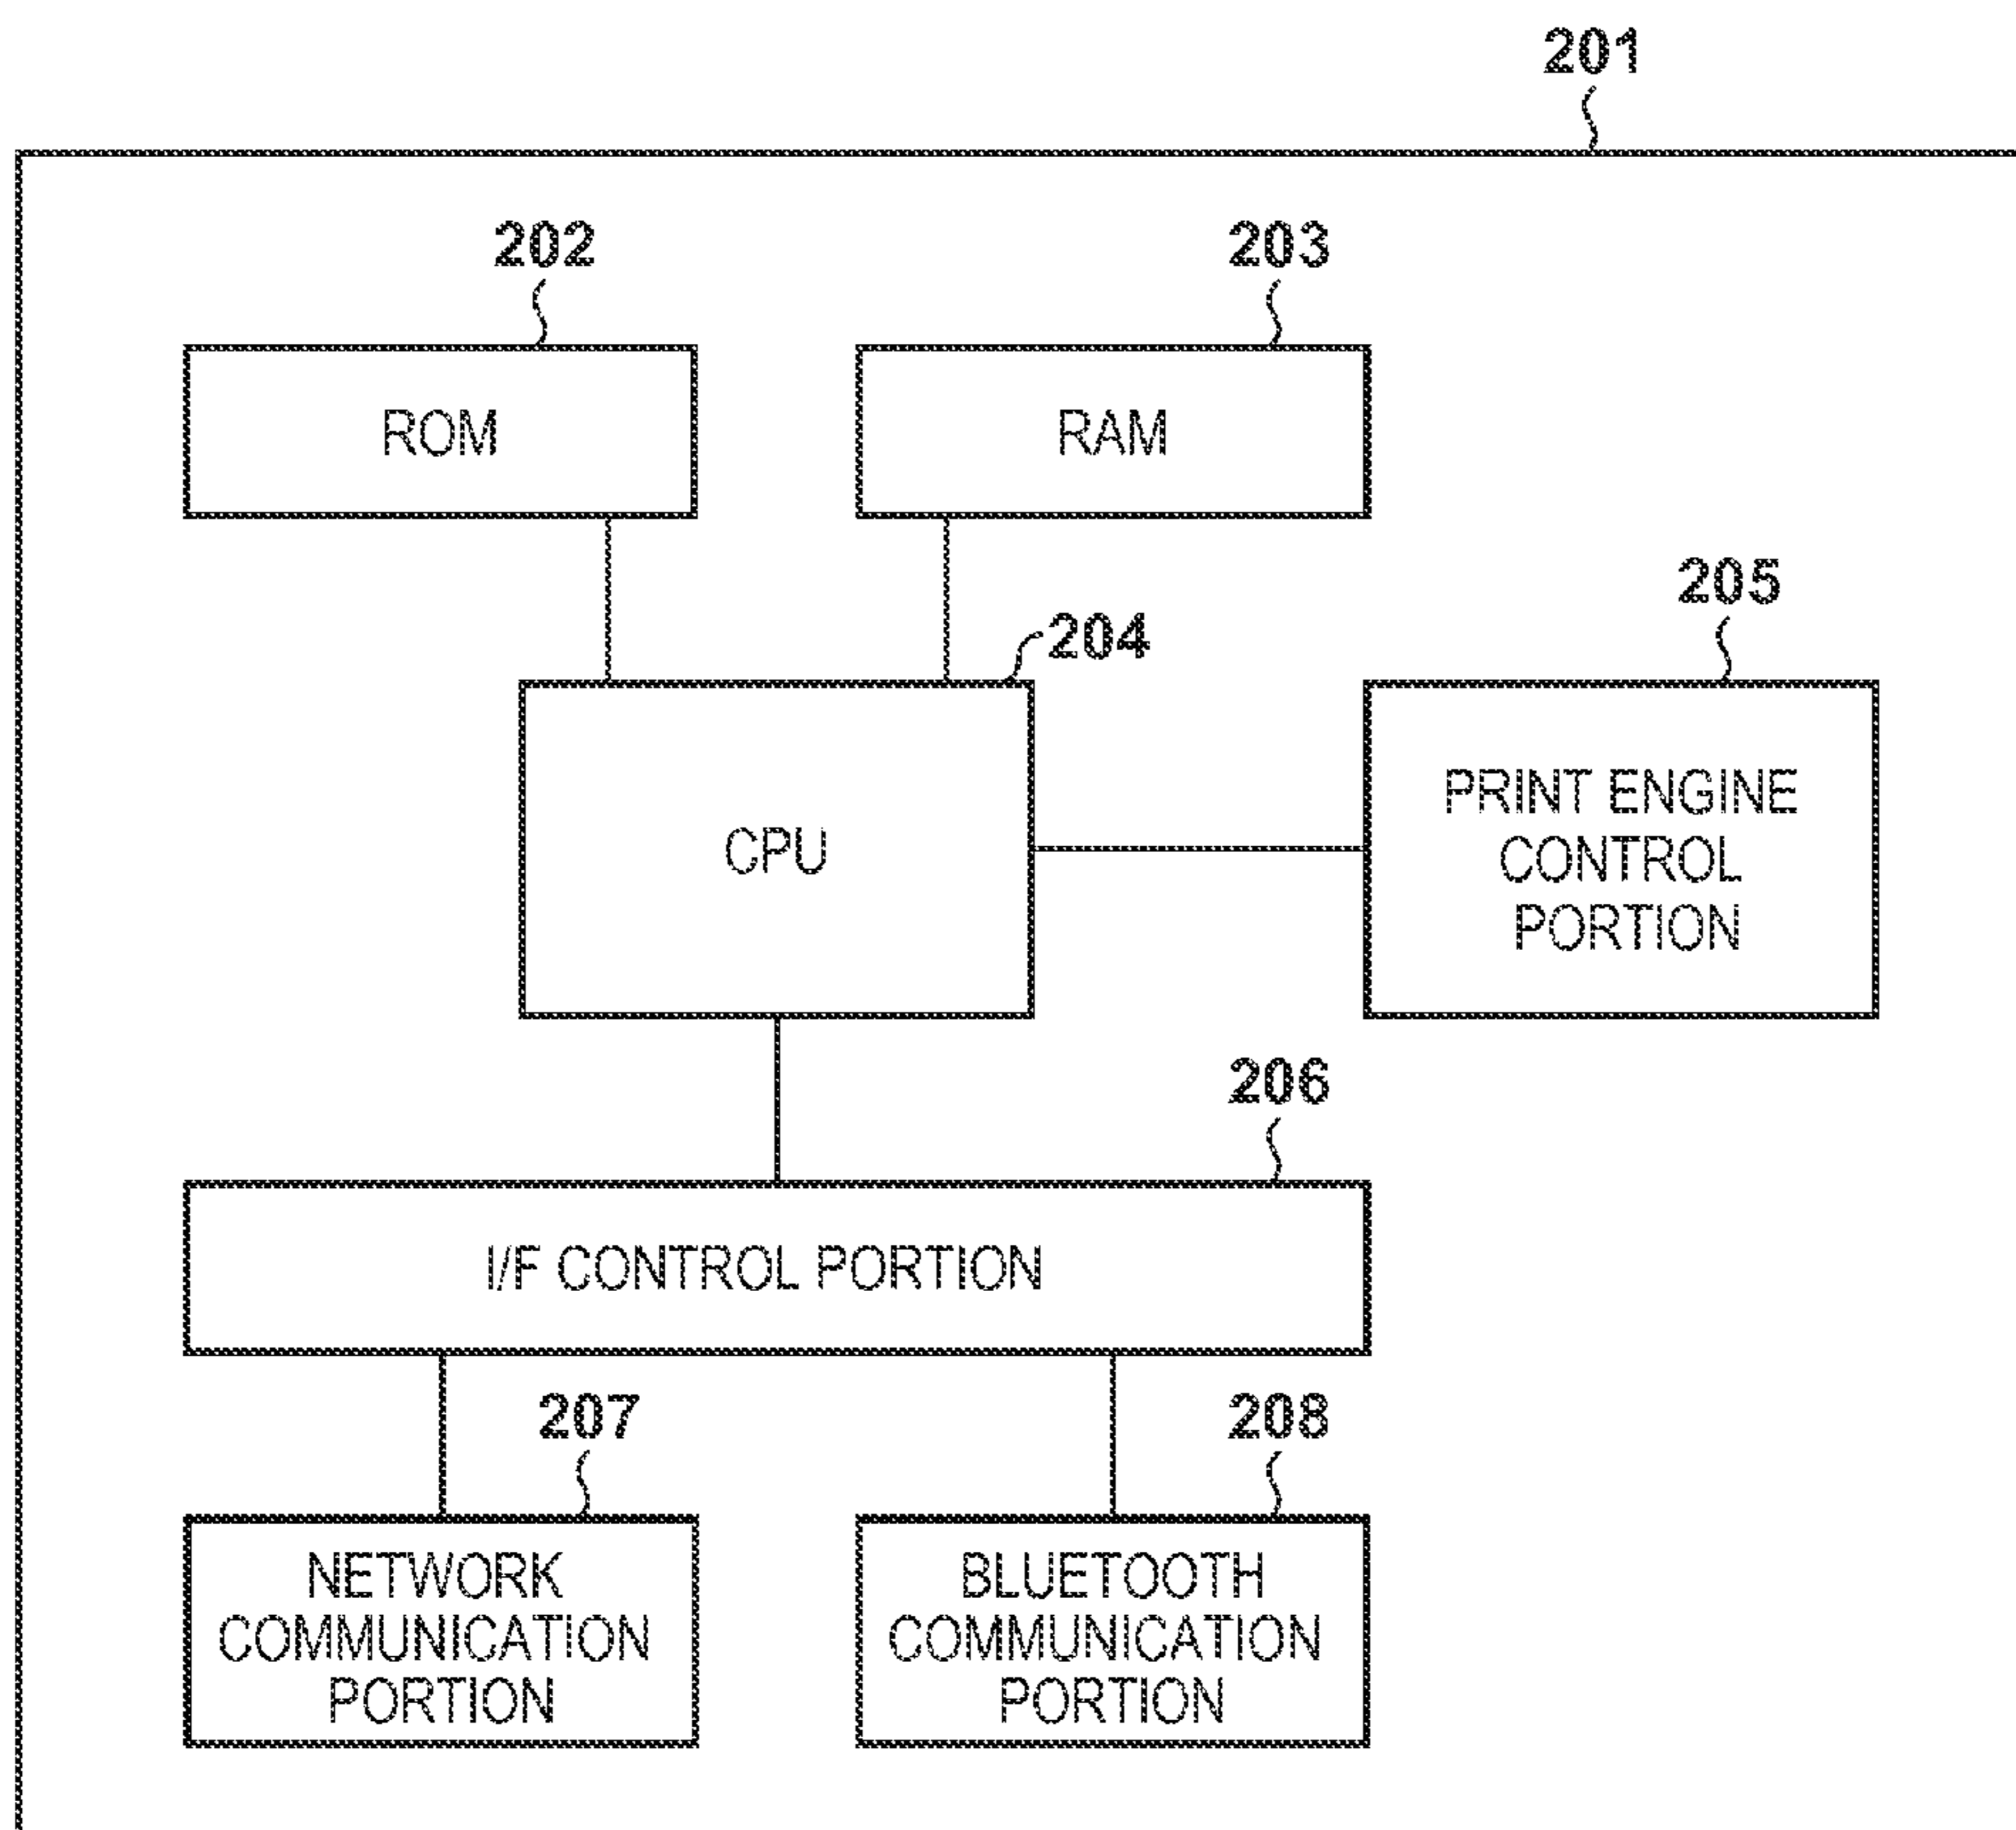 201
202
203
ROM
RAM
204
205
CPU
PRINT ENGINE
CONTROL
PORTION
206
I/F CONTROL PORTION
207
208
NETWORK
COMMUNICATION
PORTION
BLUETOOTH
COMMUNICATION
PORTION